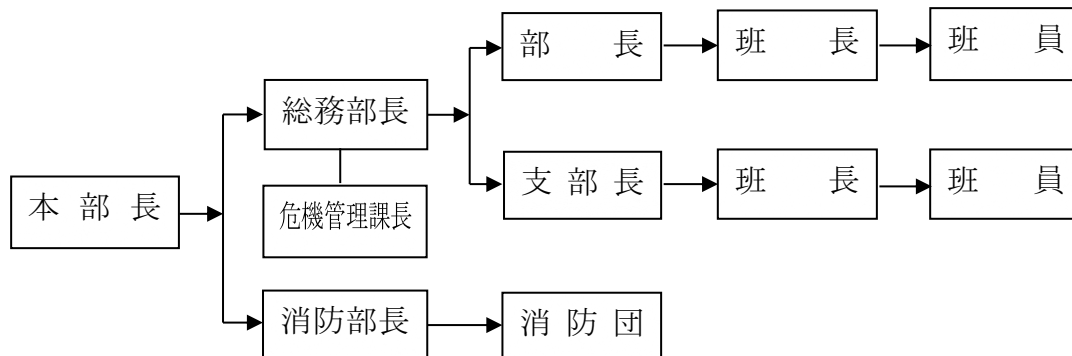 部長
班長
班員
総務部長
支部長
班長
班員
本部長
危機管理課長
消防部長
消防団